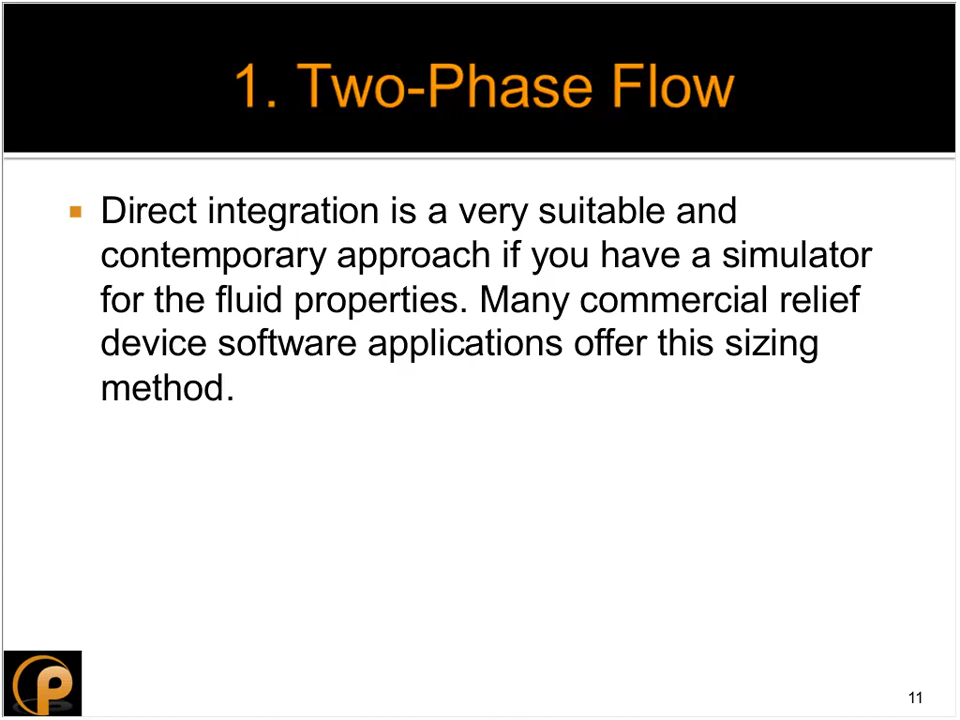 1. Two-Phase Flow
Direct integration is a very suitable and
contemporary approach if you have a simulator
for the fluid properties. Many commercial relief
device software applications offer this sizing
method.
P
11